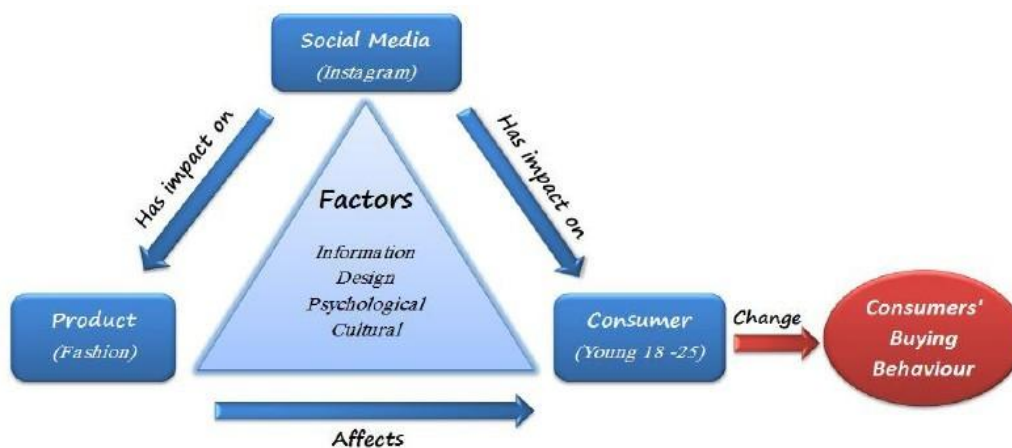 Social Media
(Instagram)
Has impact on
Has impact on
Factors
Information
Design
Psychological
Cultural
Product
(Fashion)
Consumer
(Young 18 -25)
Change
Consumers'
Buying
Behaviour
Affects